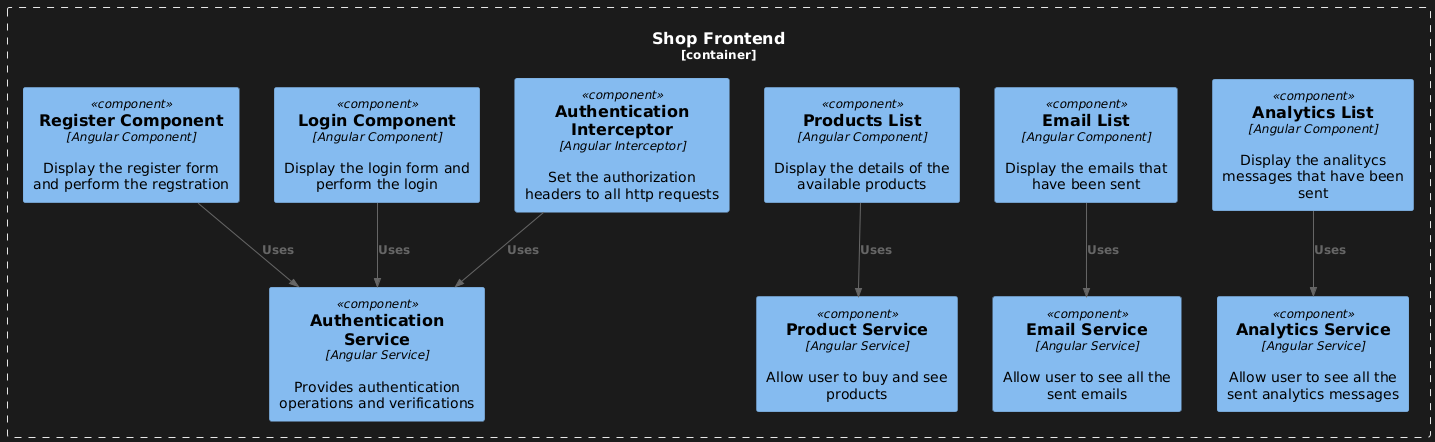 Shop Frontend
[container]
«component»
Register Component
[Angular Component]
Display the register form
and perform the regstration
«component»
Login Component
[Angular Component]
Display the login form and
perform the login
«component»
Authentication
Interceptor
[Angular Interceptor]
Set the authorization
headers to all http requests
«component»
Products List
[Angular Component]
Display the details of the
available products
«component»
Email List
[Angular Component]
Display the emails that
have been sent
«component»
Analytics List
[Angular Component]
Display the analitycs
messages that have been
sent
Uses
Uses
Uses
Uses
Uses
Uses
«component»
Authentication
Service
[Angular Service]
Provides authentication
operations and verifications
«component»
Product Service
[Angular Service]
Allow user to buy and see
products
«component»
Email Service
[Angular Service]
Allow user to see all the
sent emails
«component»
Analytics Service
[Angular Service]
Allow user to see all the
sent analytics messages